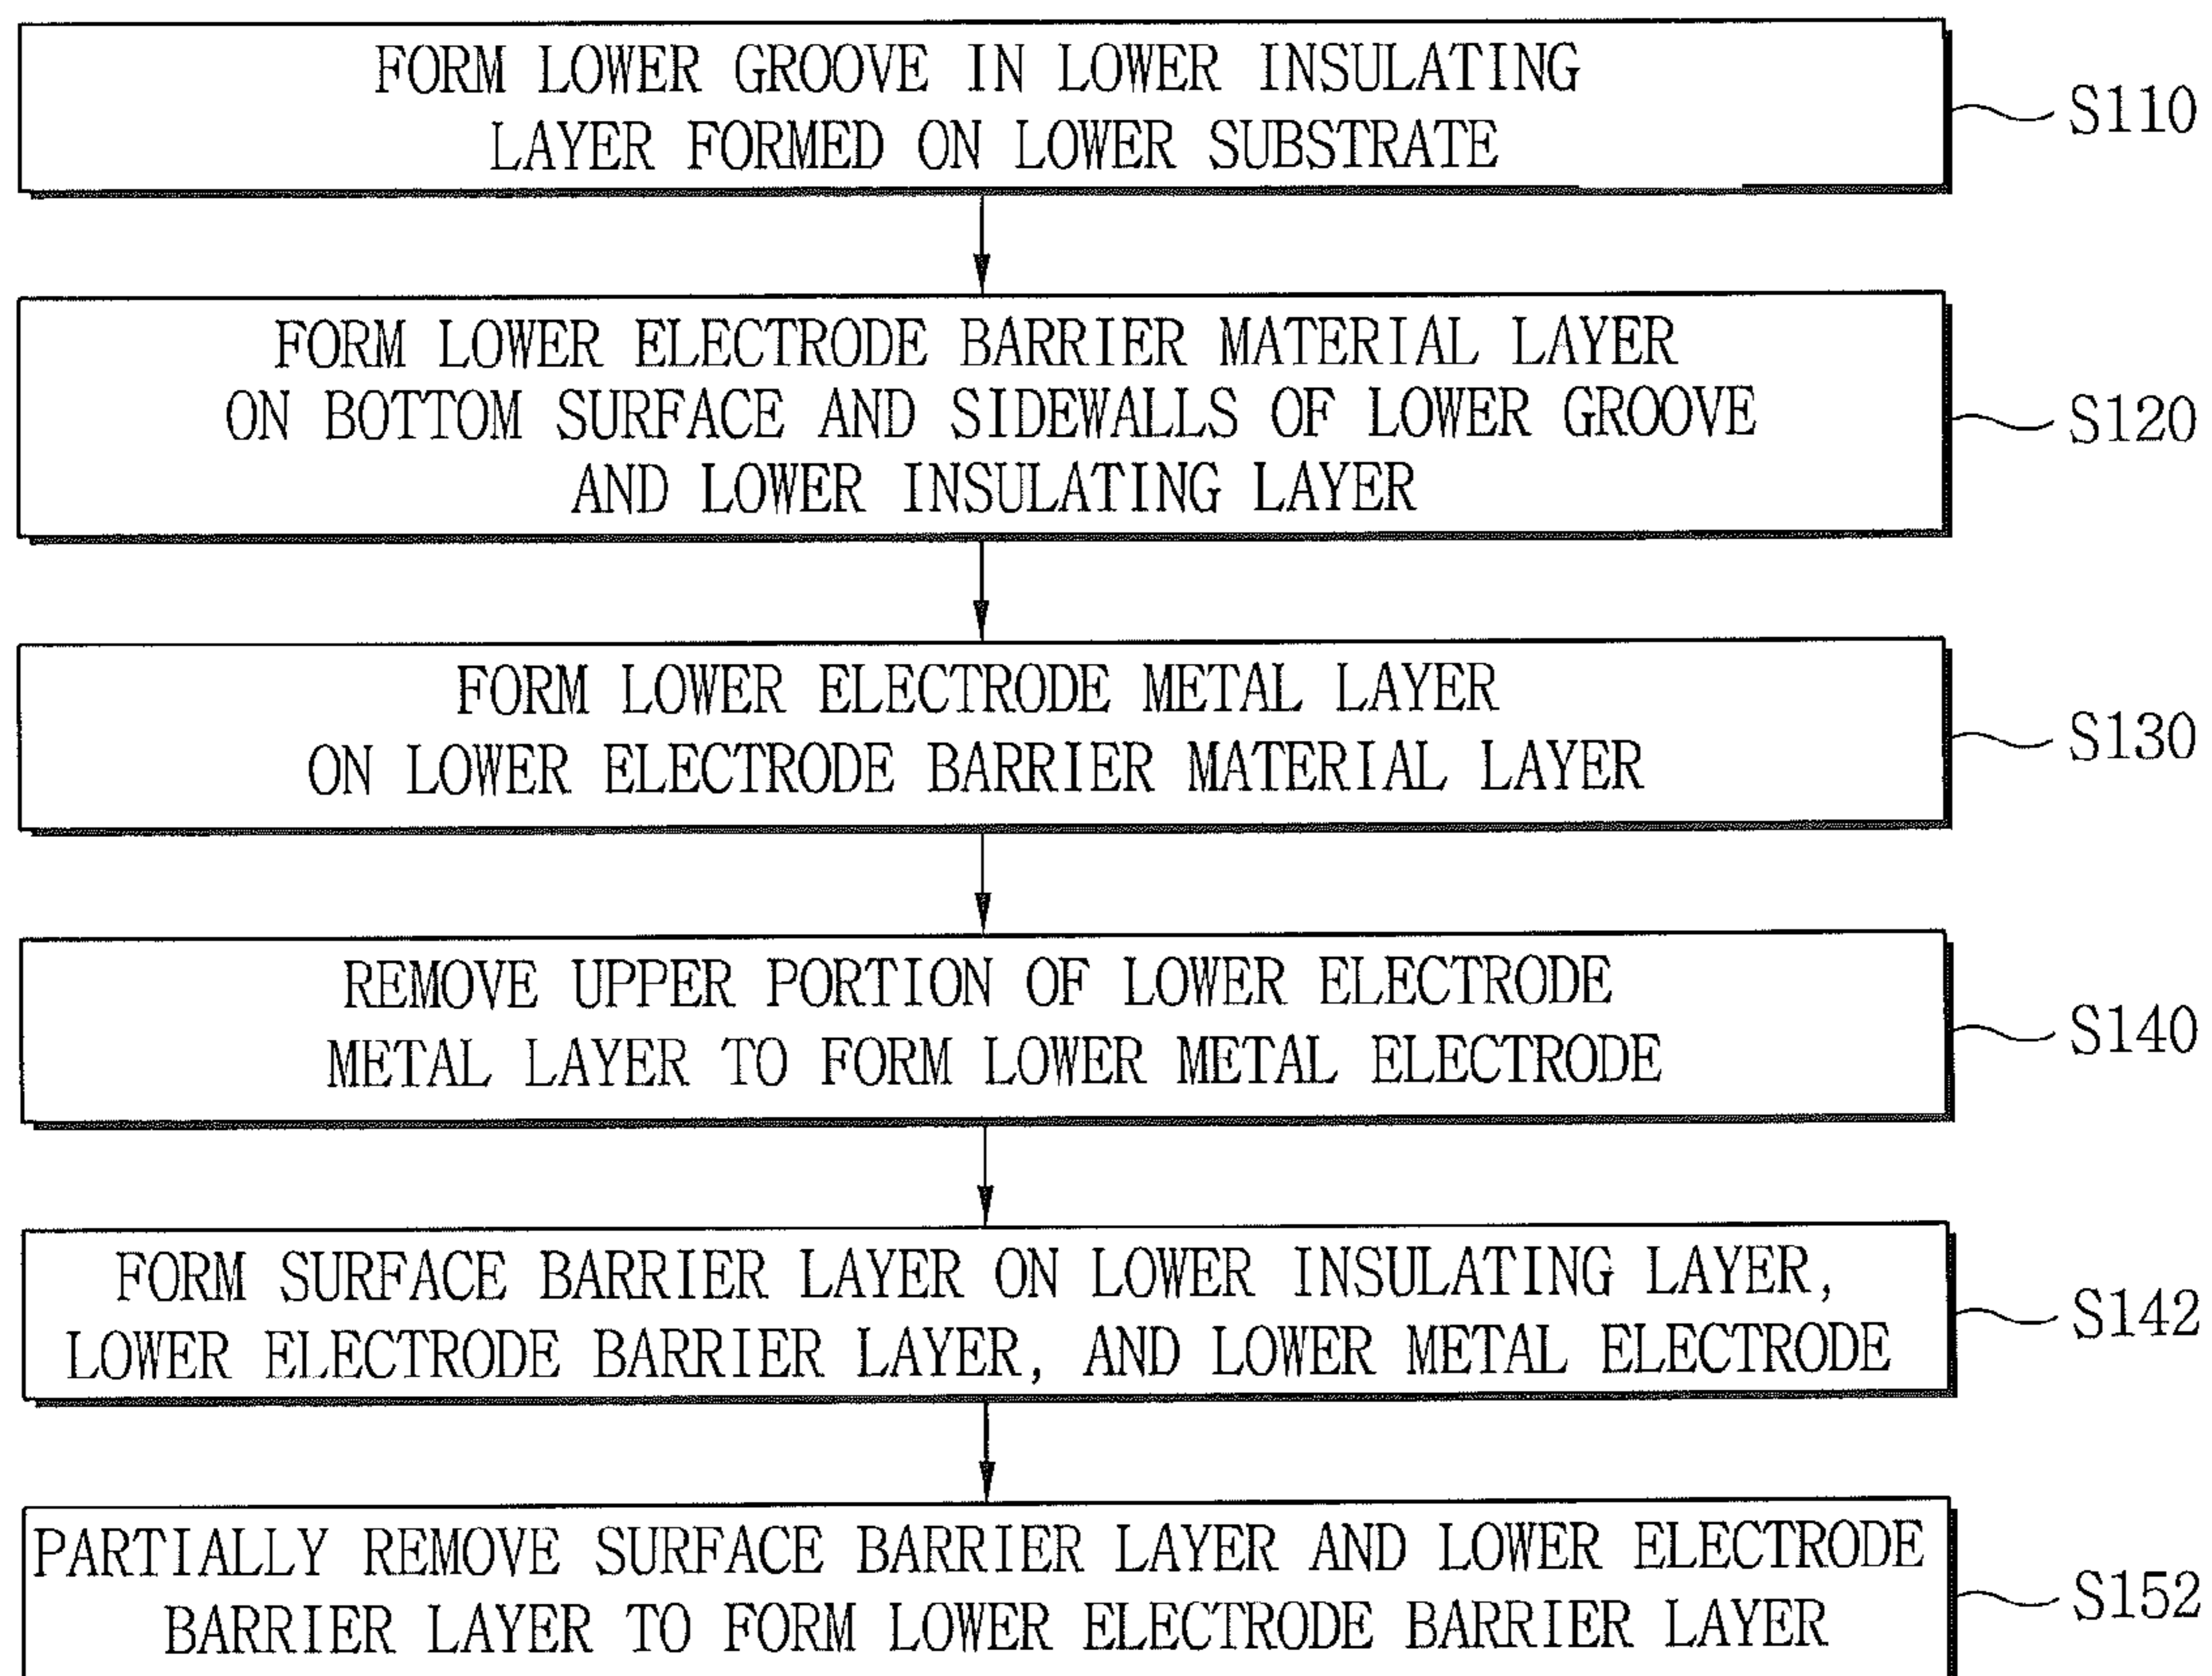 FORM LOWER GROOVE IN LOWER INSULATING
LAYER FORMED ON LOWER SUBSTRATE
S110
FORM LOWER ELECTRODE BARRIER MATERIAL LAYER
ON BOTTOM SURFACE AND SIDEWALLS OF LOWER GROOVE
AND LOWER INSULATING LAYER
S120
FORM LOWER ELECTRODE METAL LAYER
ON LOWER ELECTRODE BARRIER MATERIAL LAYER
S130
REMOVE UPPER PORTION OF LOWER ELECTRODE
METAL LAYER TO FORM LOWER METAL ELECTRODE
S140
FORM SURFACE BARRIER LAYER ON LOWER INSULATING LAYER,
LOWER ELECTRODE BARRIER LAYER, AND LOWER METAL ELECTRODE
S142
PARTIALLY REMOVE SURFACE BARRIER LAYER AND LOWER ELECTRODE
BARRIER LAYER TO FORM LOWER ELECTRODE BARRIER LAYER
S152